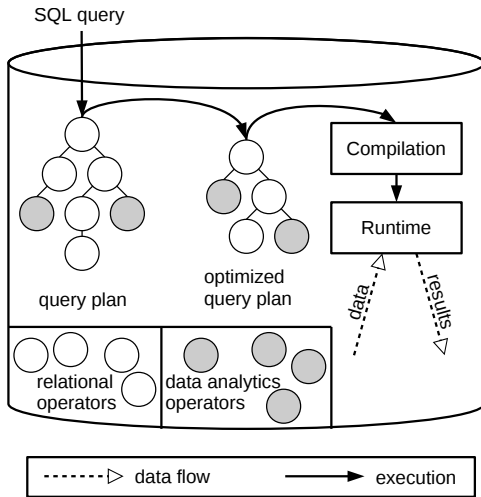 SQL query
Compilation
Runtime
query plan
optimized
query plan
data
results
relational
operators
data analytics
operators
data flow
execution